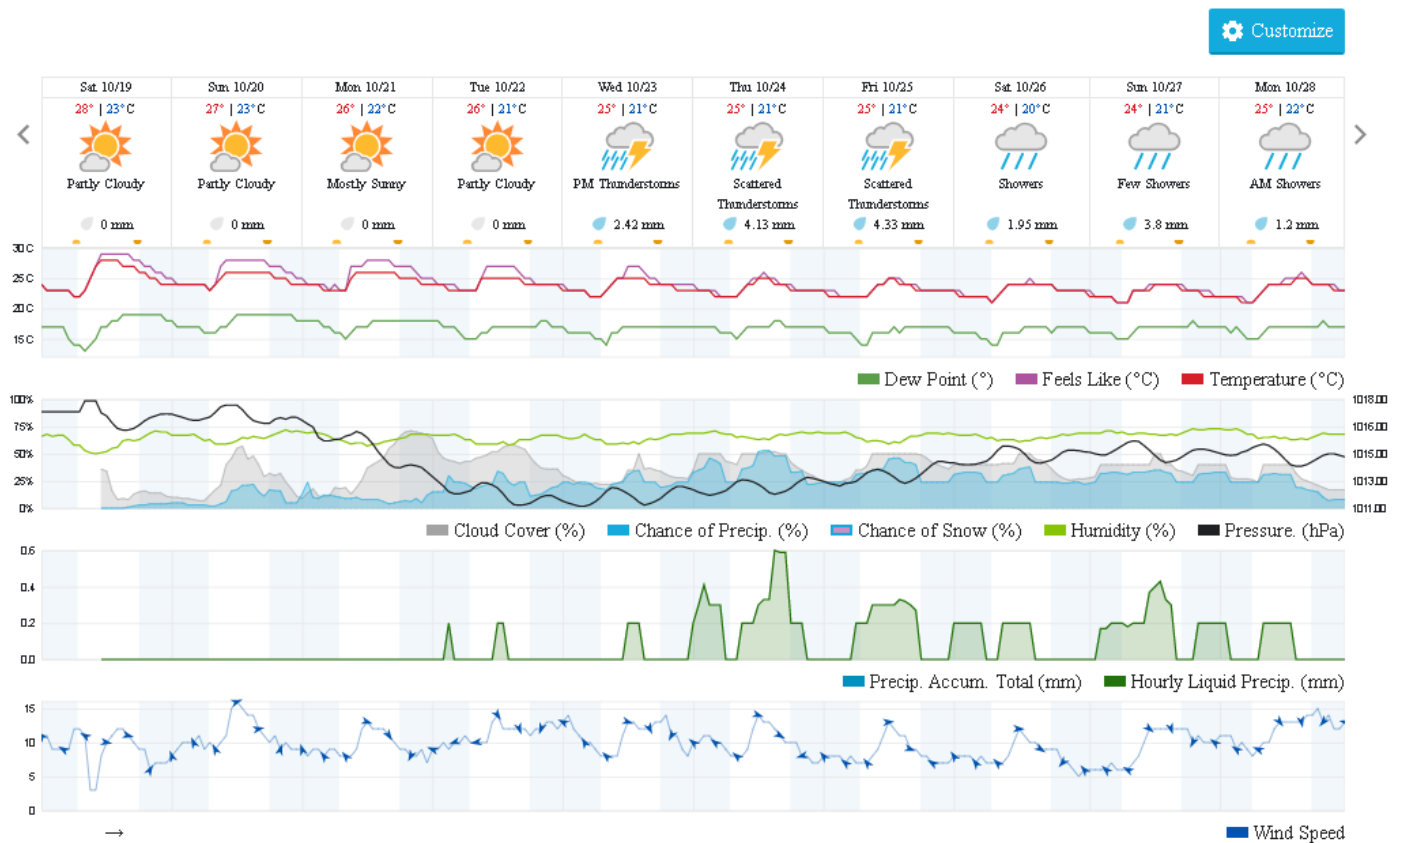 Customize
Sat 10/19 Sun 10/20 Mon 10/21 Tue 10/22 Wed 10/23 Thu 10/24 Fri 10/25 Sat 10/26 Sun 10/27 Mon 10/28
28° | 23°C 27° | 23°C 26° | 22°C 26° | 21°C 25° | 21°C 25° | 21°C 25° | 21°C 24° | 20°C 24° | 21°C 25° | 22°C
Partly Cloudy Partly Cloudy Mostly Sunny Partly Cloudy PM Thunderstorms Scattered Scattered Showers Few Showers AM Showers
Thunderstorms Thunderstorms
0 mm 0 mm 0 mm 0 mm 2.42 mm 4.13 mm 4.33 mm 1.95 mm 3.8 mm 1.2 mm
30 C
25 C
20 C
15 C
Dew Point (°) Feels Like (°C) Temperature (°C)
100% 1018.00
75% 1016.00
50% 1015.00
25% 1013.00
0% 1011.00
Cloud Cover (%) Chance of Precip. (%) Chance of Snow (%) Humidity (%) Pressure. (hPa)
0.6
0.4
0.2
0.0
Precip. Accum. Total (mm) Hourly Liquid Precip. (mm)
15
10
5
0
Wind Speed